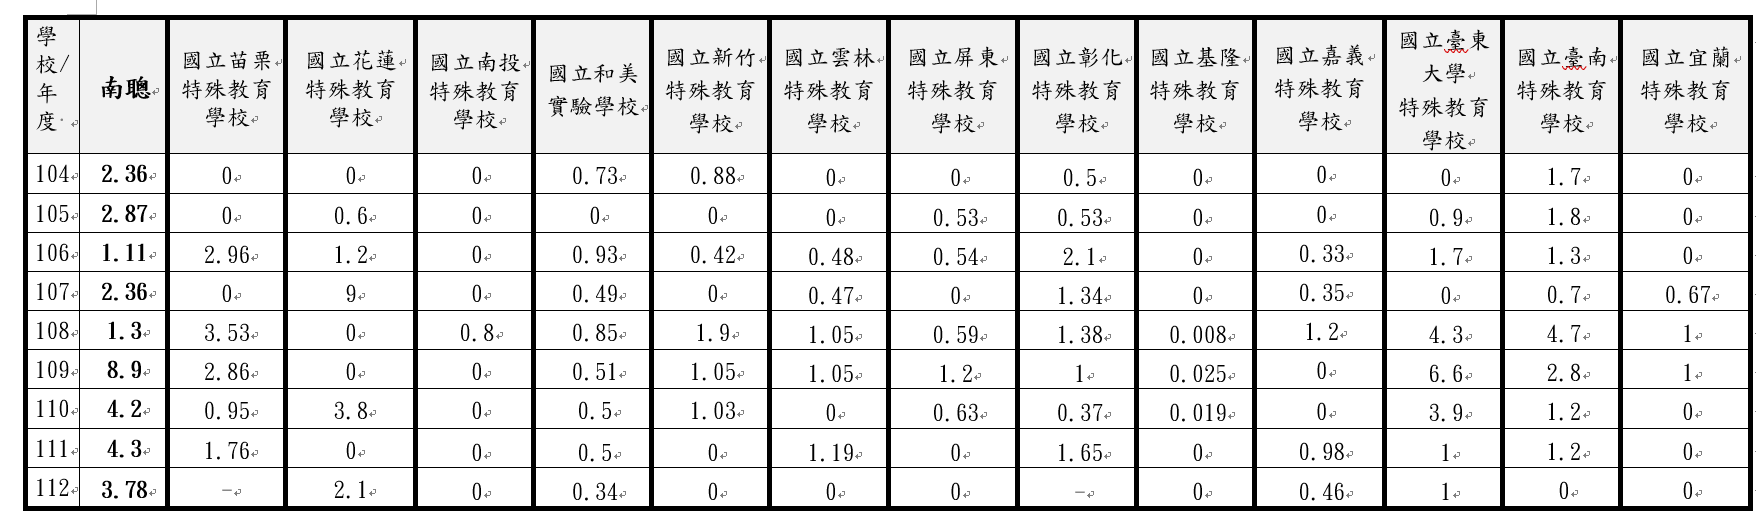 學校/年度 南聰 國立苗栗特殊教育學校 國立花蓮特殊教育學校 國立南投特殊教育學校 國立和美實驗學校 國立新竹特殊教育學校 國立雲林特殊教育學校 國立屏東特殊教育學校 國立彰化特殊教育學校 國立基隆特殊教育學校 國立嘉義特殊教育學校 國立臺東大學特殊教育學校 國立臺南特殊教育學校 國立宜蘭特殊教育學校
104 2.36 0 0 0 0.73 0.88 0 0 0.5 0 0 0 1.7 0
105 2.87 0 0.6 0 0 0 0 0.53 0.53 0 0 0.9 1.8 0
106 1.11 2.96 1.2 0 0.93 0.42 0.48 0.54 2.1 0 0.33 1.7 1.3 0
107 2.36 0 9 0 0.49 0 0.47 0 1.34 0 0.35 0 0.7 0.67
108 1.3 3.53 0 0.8 0.85 1.9 1.05 0.59 1.38 0.008 1.2 4.3 4.7 1
109 8.9 2.86 0 0 0.51 1.05 1.05 1.2 1 0.025 0 6.6 2.8 1
110 4.2 0.95 3.8 0 0.5 1.03 0 0.63 0.37 0.019 0 3.9 1.2 0
111 4.3 1.76 0 0 0.5 0 1.19 0 1.65 0 0.98 1 1.2 0
112 3.78 - 2.1 0 0.34 0 0 0 - 0 0.46 1 0 0